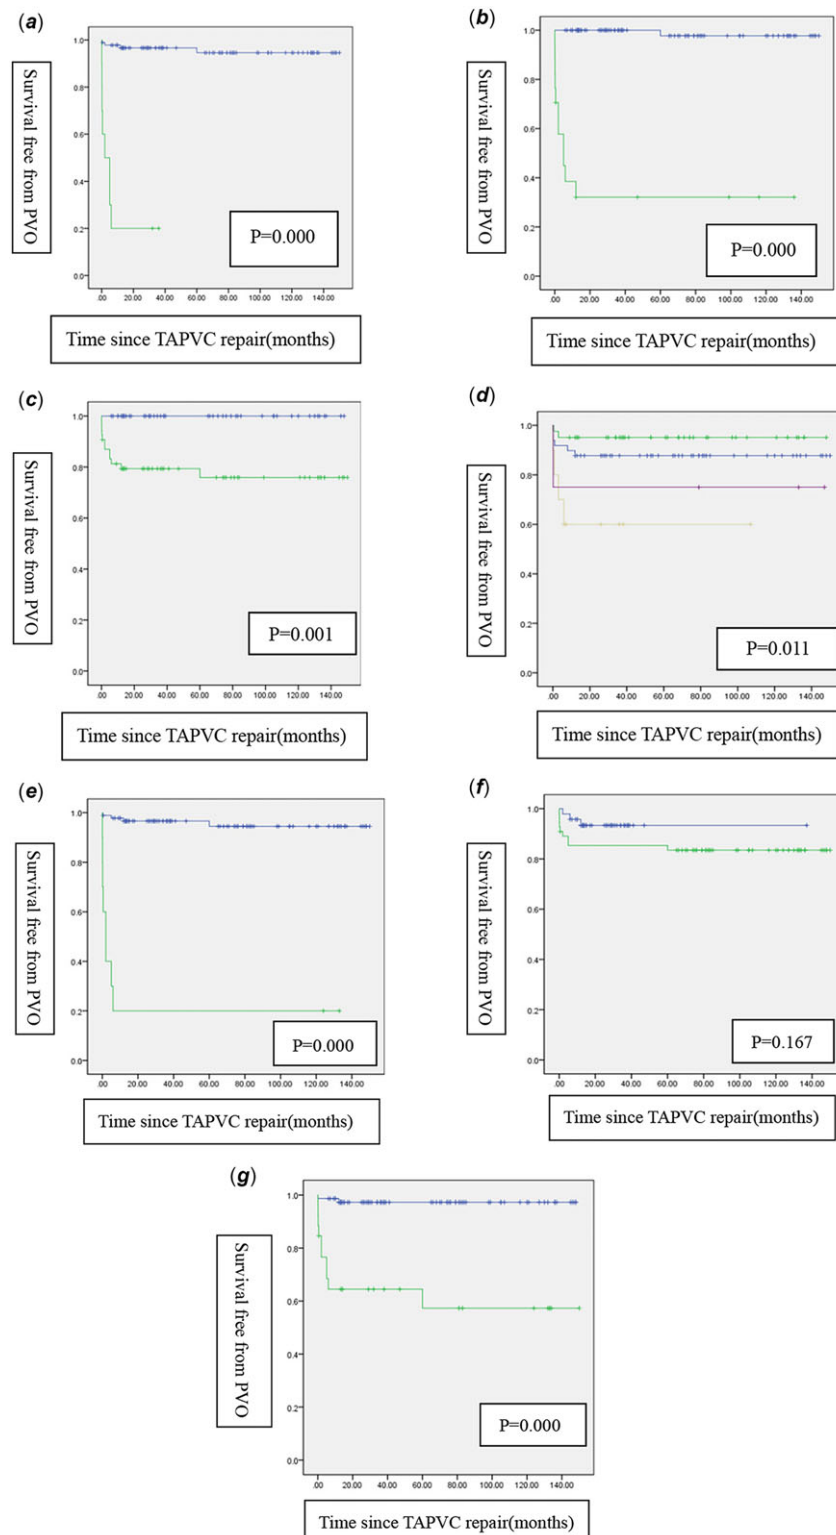 (a)
Survival free from PVO
1.0
0.8
0.6
0.4
0.2
0.0
P=0.000
.00 20.00 40.00 60.00 80.00 100.00 120.00 140.00
Time since TAPVC repair(months)
(b)
Survival free from PVO
1.0
0.8
0.6
0.4
0.2
0.0
P=0.000
.00 20.00 40.00 60.00 80.00 100.00 120.00 140.00
Time since TAPVC repair(months)
(c)
Survival free from PVO
1.0
0.8
0.6
0.4
0.2
0.0
P=0.001
.00 20.00 40.00 60.00 80.00 100.00 120.00 140.00
Time since TAPVC repair(months)
(d)
Survival free from PVO
1.0
0.8
0.6
0.4
0.2
0.0
P=0.011
.00 20.00 40.00 60.00 80.00 100.00 120.00 140.00
Time since TAPVC repair(months)
(e)
Survival free from PVO
1.0
0.8
0.6
0.4
0.2
0.0
P=0.000
.00 20.00 40.00 60.00 80.00 100.00 120.00 140.00
Time since TAPVC repair(months)
(f)
Survival free from PVO
1.0
0.8
0.6
0.4
0.2
0.0
P=0.167
.00 20.00 40.00 60.00 80.00 100.00 120.00 140.00
Time since TAPVC repair(months)
(g)
Survival free from PVO
1.0
0.8
0.6
0.4
0.2
0.0
P=0.000
.00 20.00 40.00 60.00 80.00 100.00 120.00 140.00
Time since TAPVC repair(months)